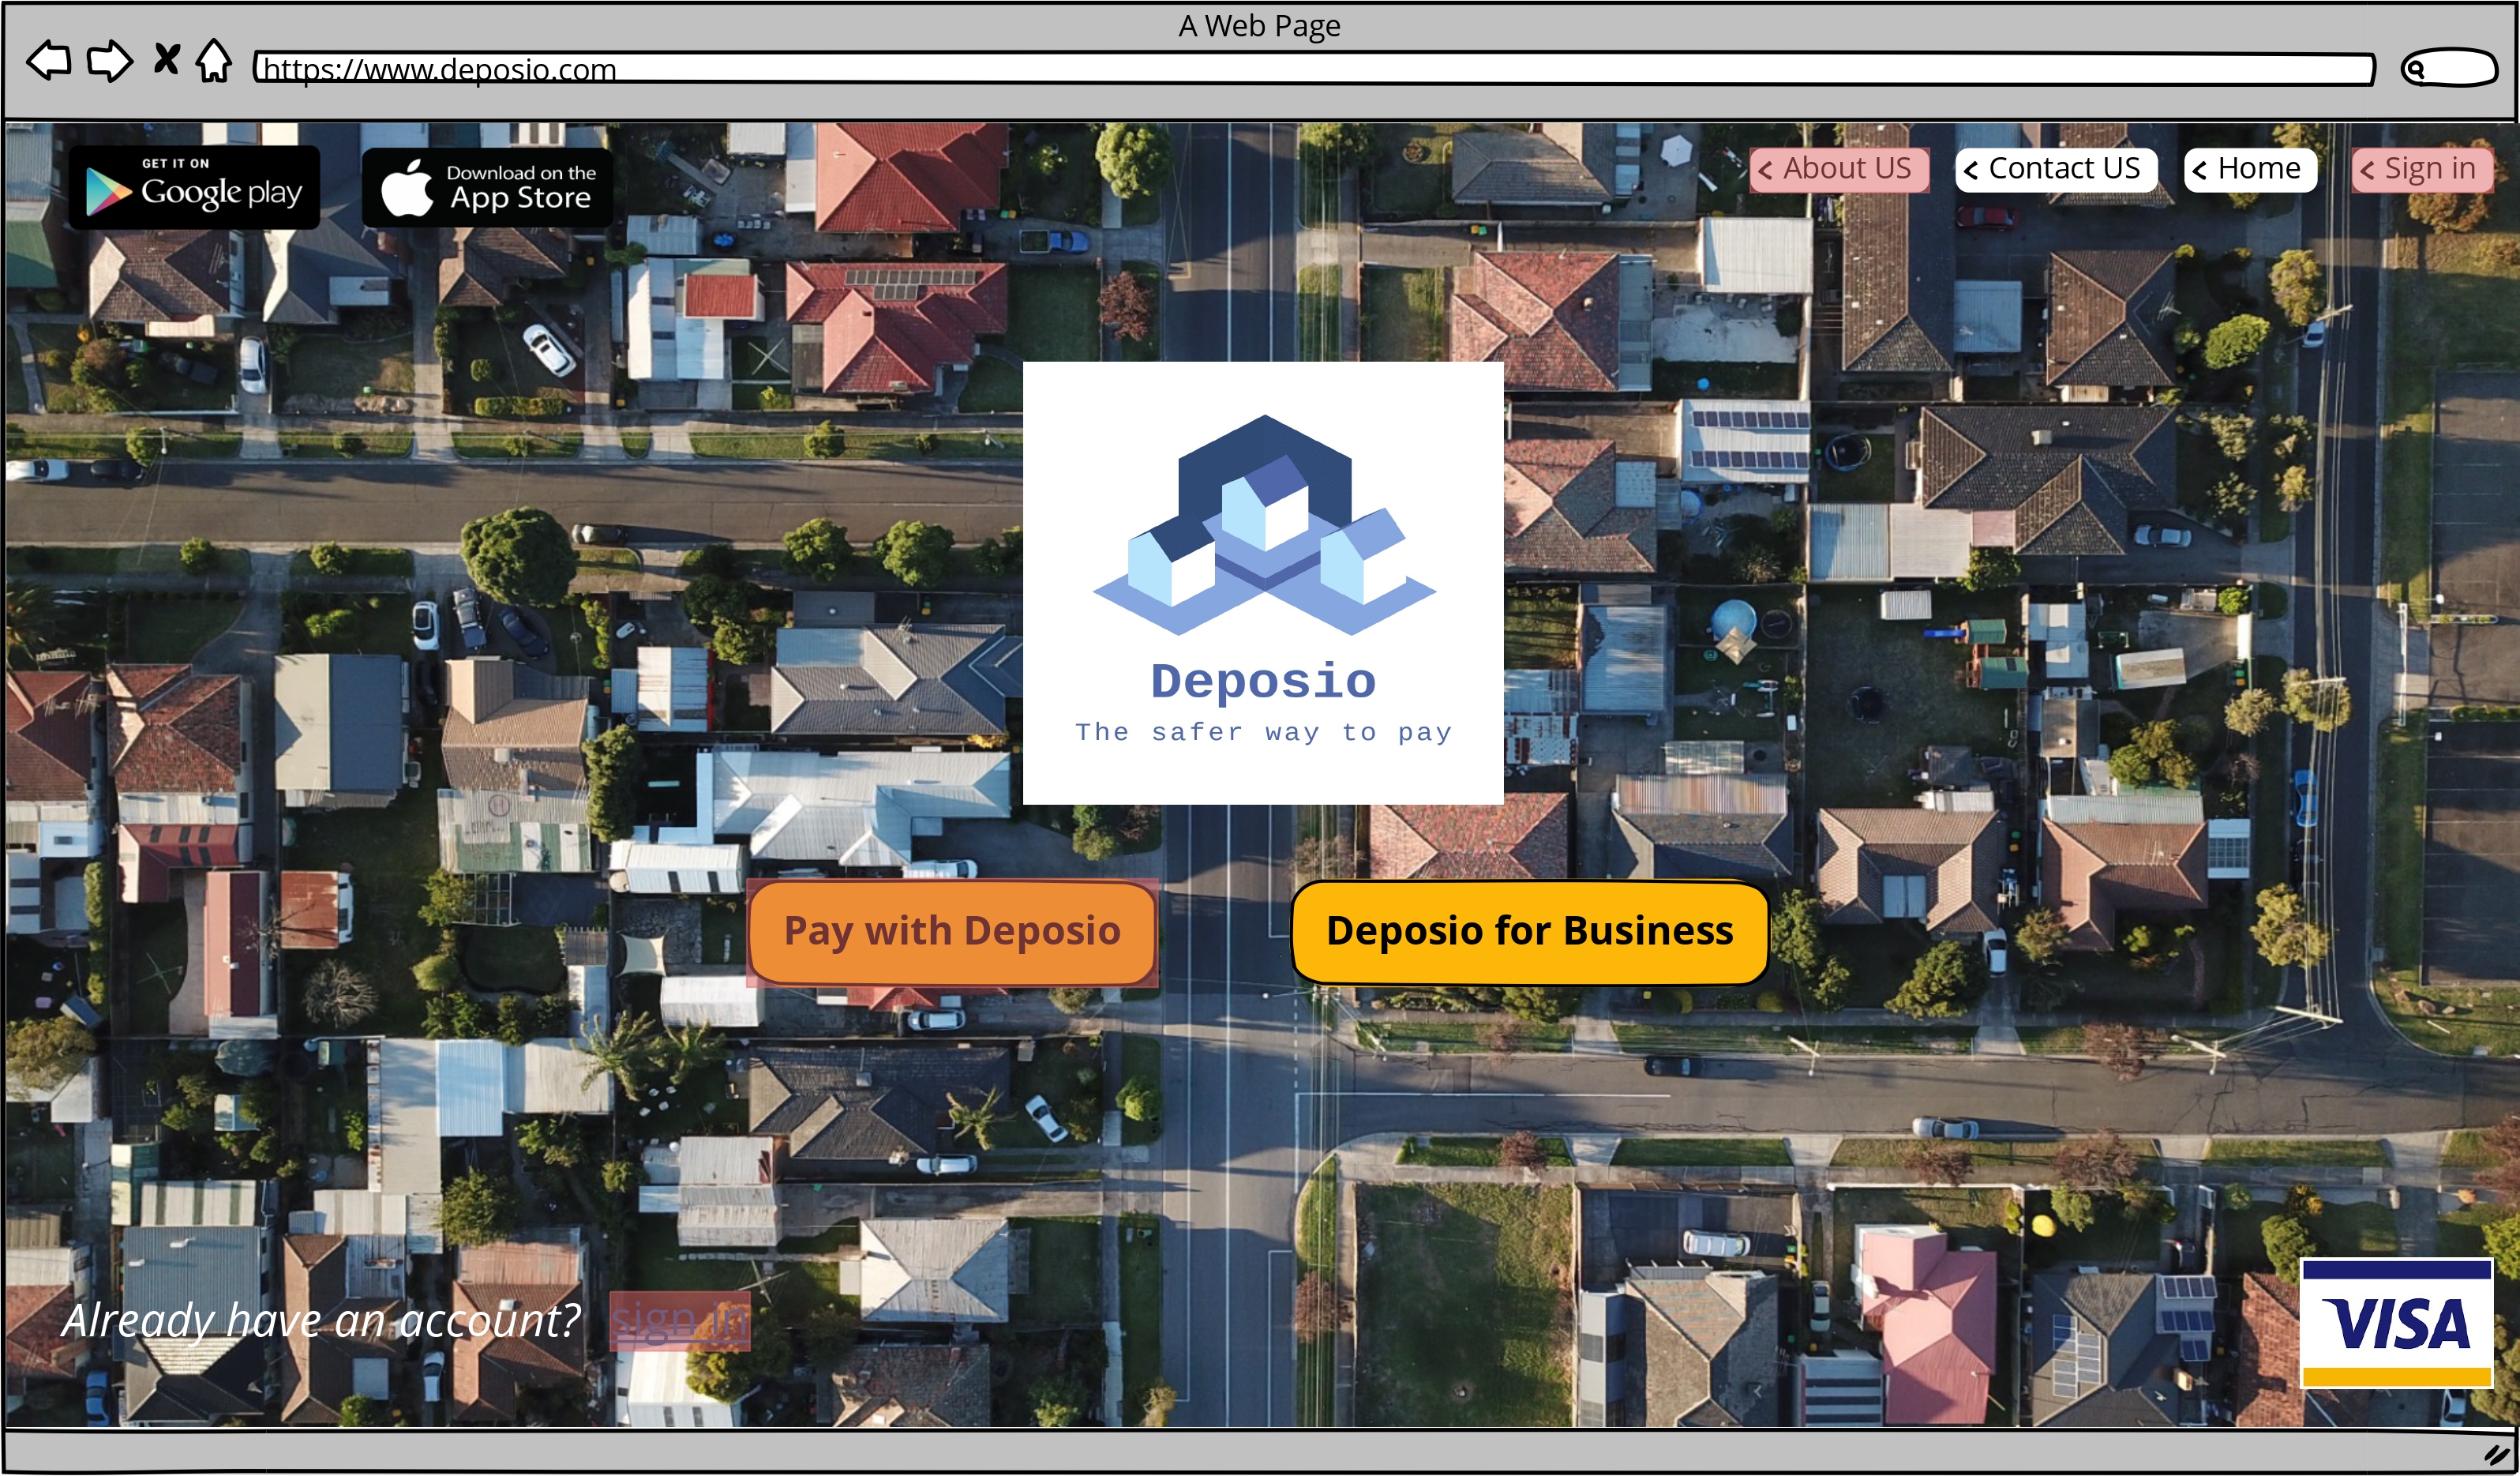 A Web Page
https://www.deposio.com
GET IT ON
Google play
Download on the
App Store
About US
Contact US
Home
Sign in
Deposio
The safer way to pay
Pay with Deposio
Deposio for Business
Already have an account? sign in
VISA